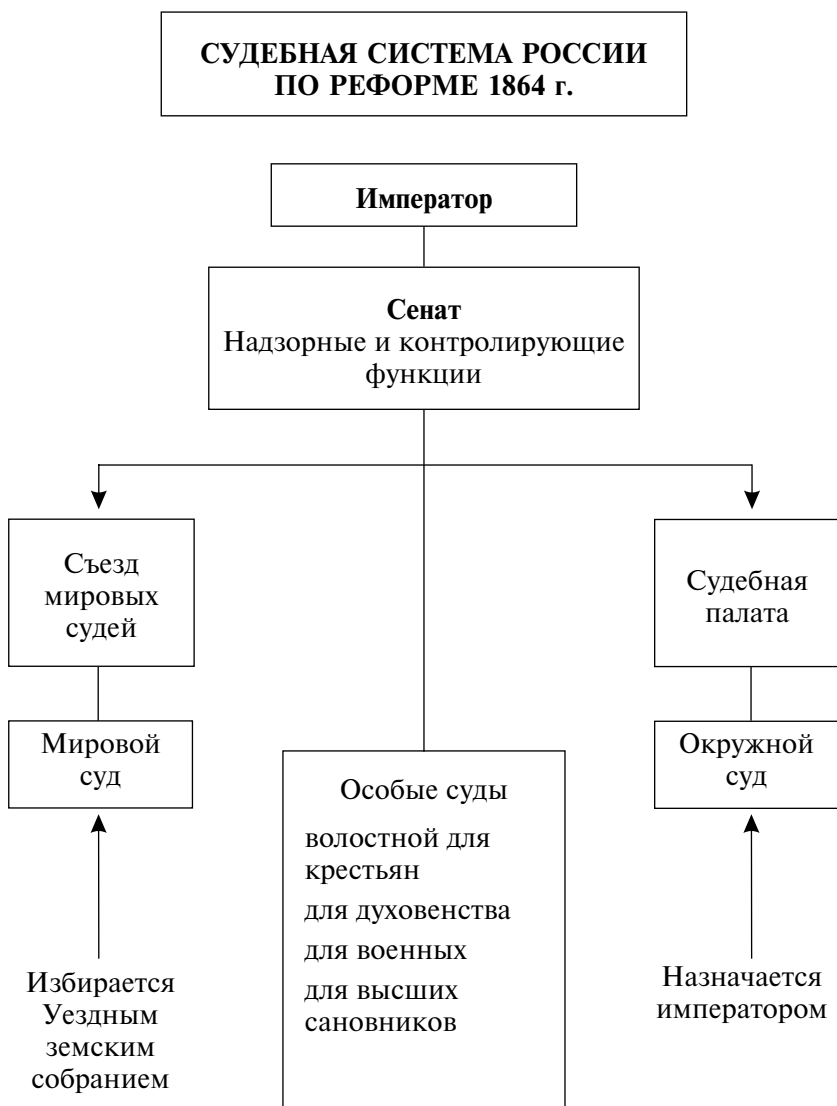 СУДЕБНАЯ СИСТЕМА РОССИИ
ПО РЕФОРМЕ 1864 г.
Император
Сенат
Надзорные и контролирующие
функции
Съезд
мировых
судей
Судебная
палата
Мировой
суд
Окружной
суд
Особые суды
волостной для
крестьян
для духовенства
для военных
для высших
сановников
Избирается
Уездным
земским
собранием
Назначается
императором